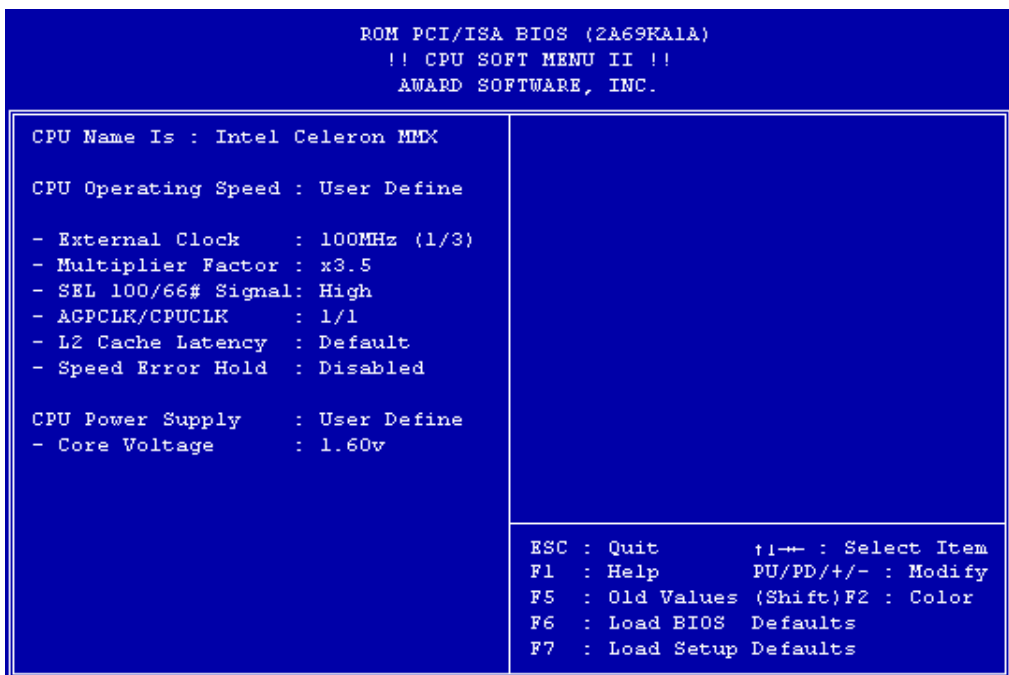 ROM PCI/ISA BIOS (2A69KA1A)
!! CPU SOFT MENU II !!
AWARD SOFTWARE, INC.
CPU Name Is : Intel Celeron MMX
CPU Operating Speed : User Define
- External Clock : 100MHz (1/3)
- Multiplier Factor : x3.5
- SEL 100/66# Signal: High
- AGPCLK/CPUCLK : 1/1
- L2 Cache Latency : Default
- Speed Error Hold : Disabled
CPU Power Supply : User Define
- Core Voltage : 1.60v
ESC : Quit ↑↓→← : Select Item
F1 : Help PU/PD/+/- : Modify
F5 : Old Values (Shift)F2 : Color
F6 : Load BIOS Defaults
F7 : Load Setup Defaults